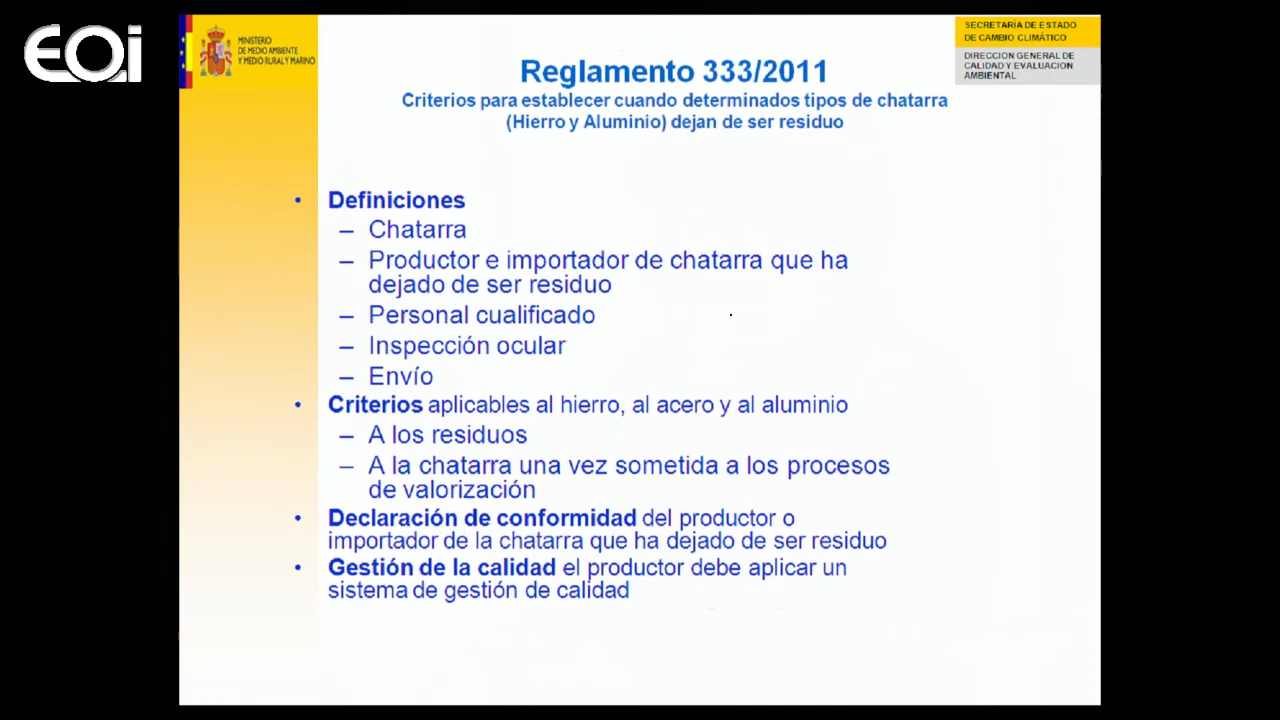 EOi
MINISTERIO
DE MEDIO AMBIENTE
Y MEDIO RURAL Y MARINO
SECRETARÍA DE ESTADO
DE CAMBIO CLIMÁTICO
DIRECCION GENERAL DE
CALIDAD Y EVALUACION
AMBIENTAL
Reglamento 333/2011
Criterios para establecer cuando determinados tipos de chatarra
(Hierro y Aluminio) dejan de ser residuo
• Definiciones
– Chatarra
– Productor e importador de chatarra que ha
dejado de ser residuo
– Personal cualificado
– Inspección ocular
– Envío
• Criterios aplicables al hierro, al acero y al aluminio
– A los residuos
– A la chatarra una vez sometida a los procesos
de valorización
• Declaración de conformidad del productor o
importador de la chatarra que ha dejado de ser residuo
• Gestión de la calidad el productor debe aplicar un
sistema de gestión de calidad